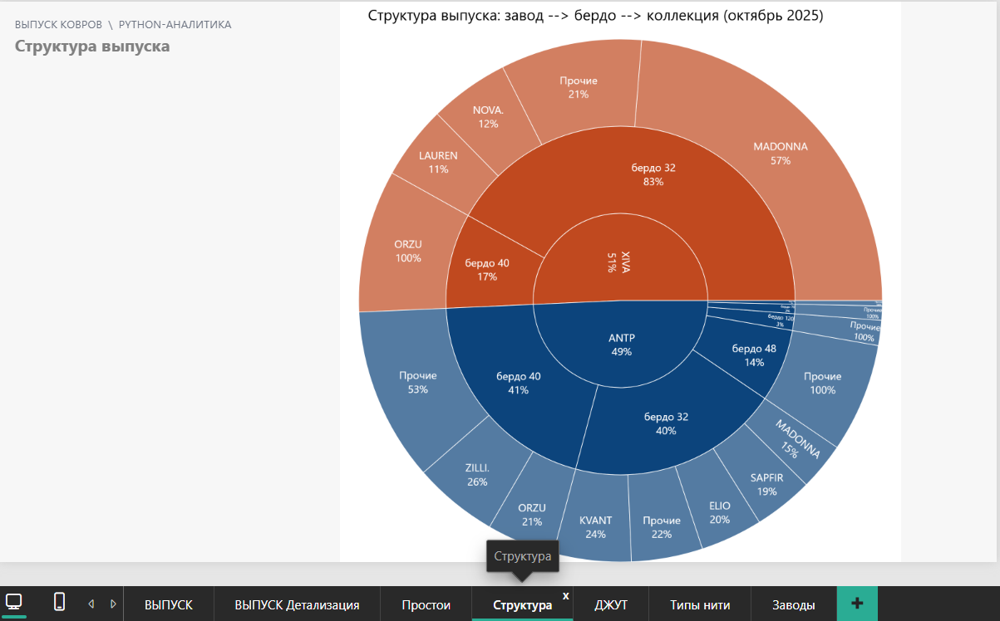 ВЫПУСК КОВРОВ \ PYTHON-АНАЛИТИКА
Структура выпуска
Структура выпуска: завод --> бердо --> коллекция (октябрь 2025)
Прочие
21%
MADONNA
57%
NOVA.
12%
LAUREN
11%
ORZU
100%
бердо 32
83%
бердо 40
17%
XIVA
51%
ANTP
49%
бердо 120
3%
Прочие
100%
Прочие
100%
бердо 48
14%
Прочие
100%
бердо 40
41%
бердо 32
40%
Прочие
53%
ZILLI.
26%
ORZU
21%
KVANT
24%
Прочие
22%
ELIO
20%
SAPFIR
19%
MADONNA
15%
Структура
ВЫПУСК
ВЫПУСК Детализация
Простои
Структура
x
ДЖУТ
Типы нити
Заводы
+